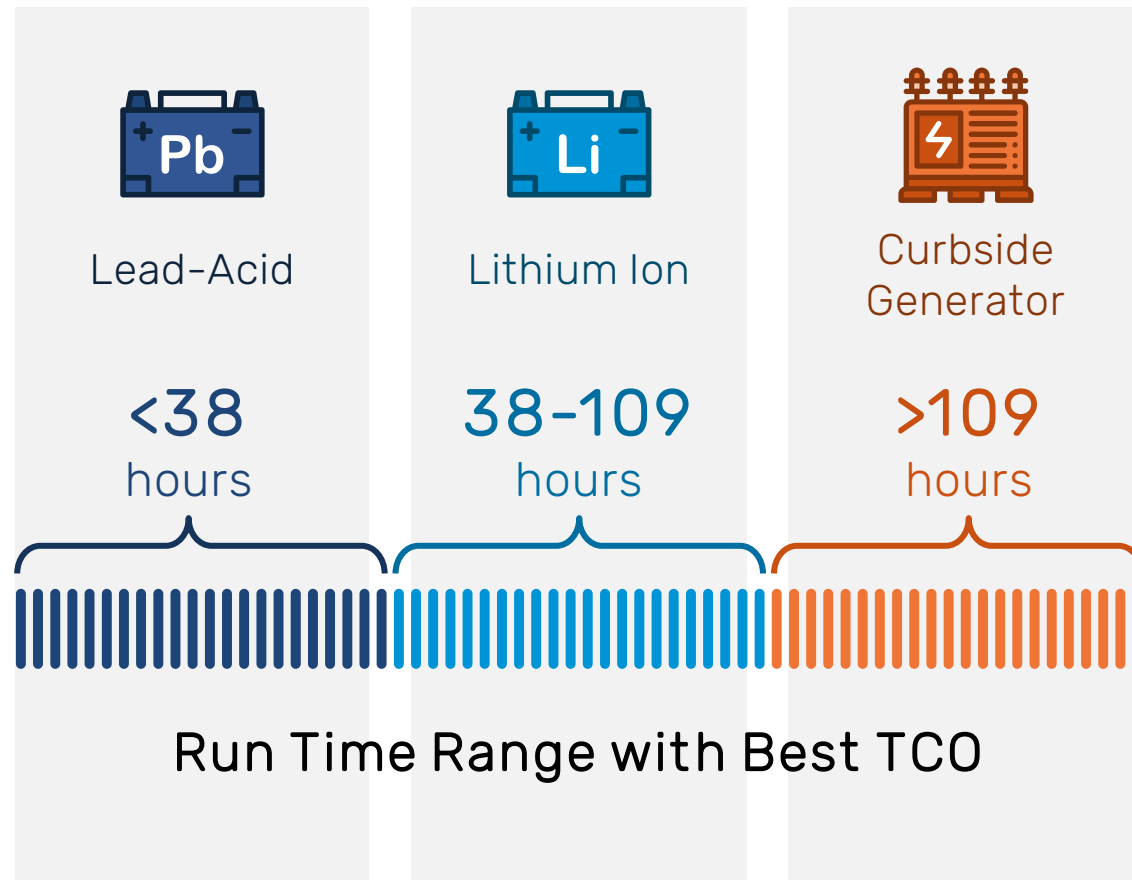 + Pb -
Lead-Acid
<38
hours
+ Li -
Lithium Ion
38-109
hours
Curbside
Generator
>109
hours
Run Time Range with Best TCO